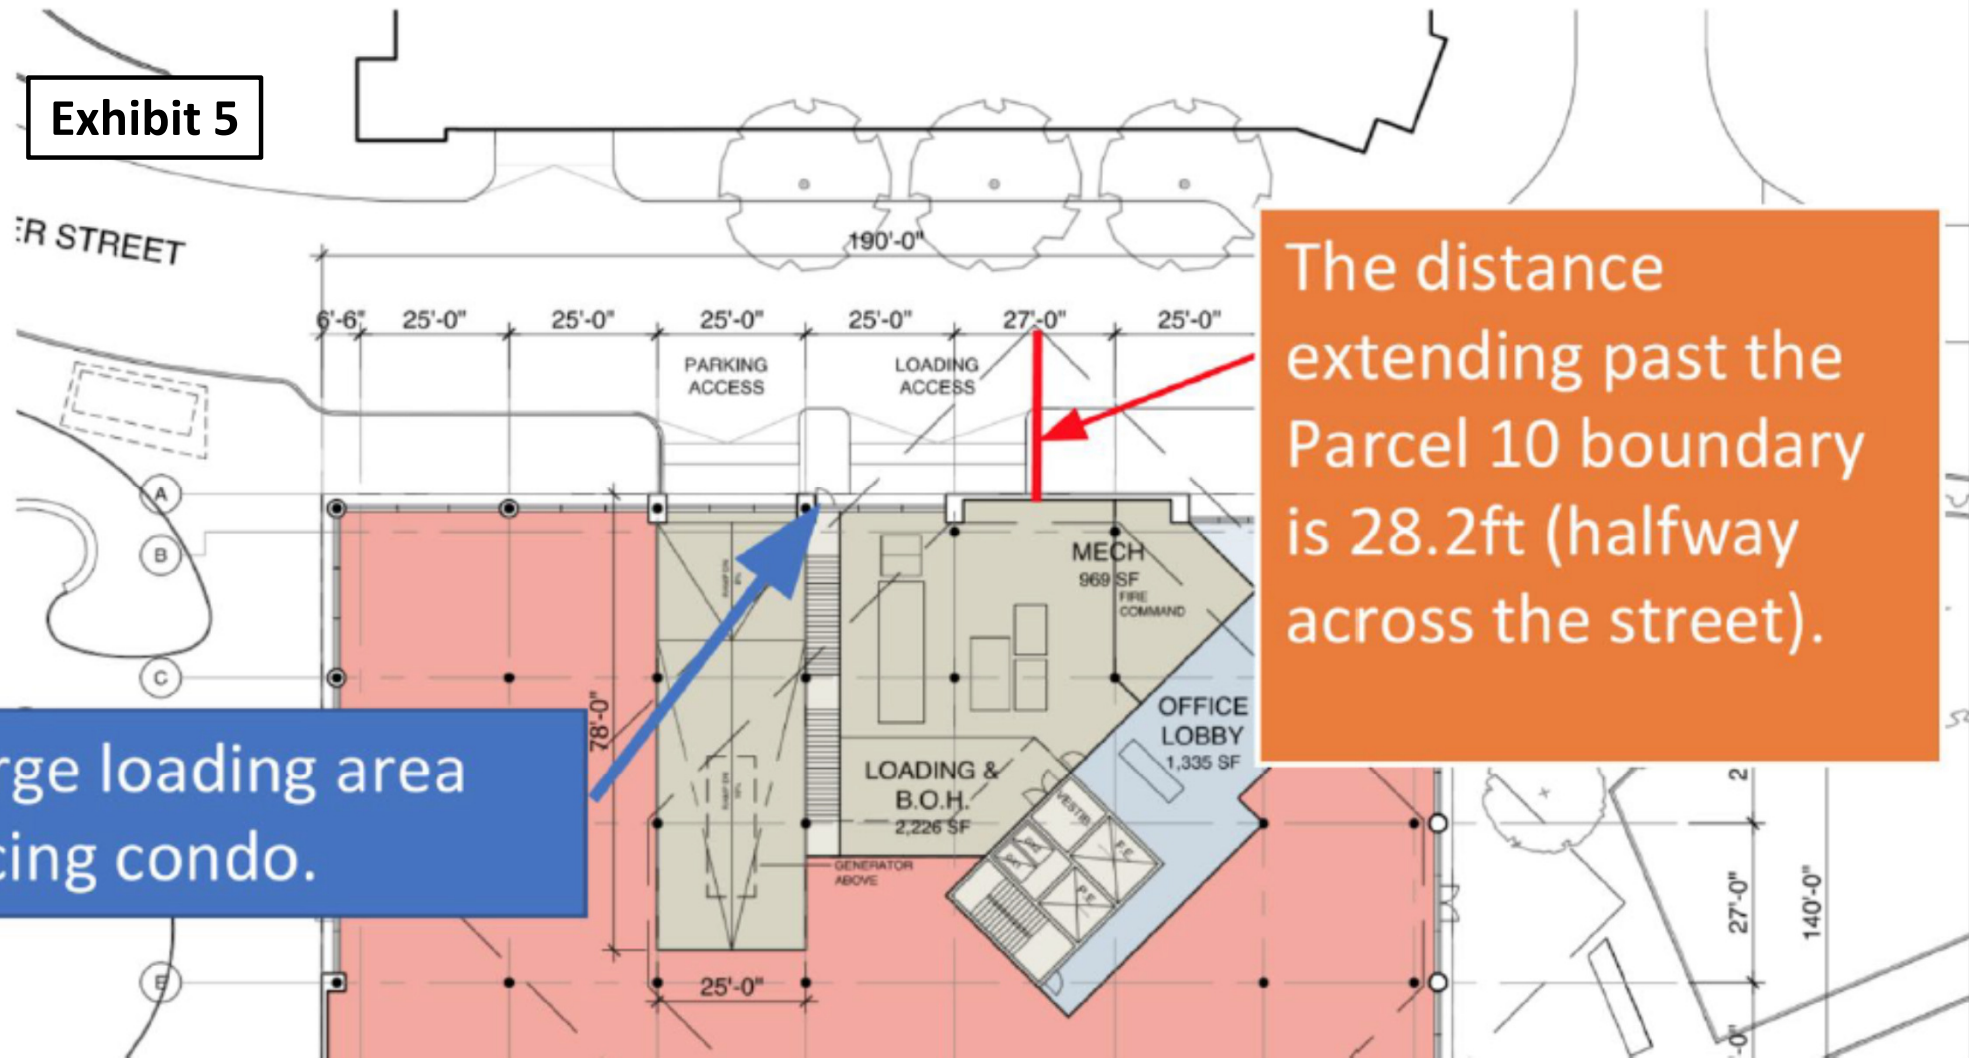 Exhibit 5
ER STREET
190'-0"
6'-6"
25'-0"
25'-0"
25'-0"
25'-0"
27'-0"
25'-0"
PARKING
ACCESS
LOADING
ACCESS
The distance
extending past the
Parcel 10 boundary
is 28.2ft (halfway
across the street).
A
B
C
E
MECH
969 SF
FIRE
COMMAND
OFFICE
LOBBY
1,335 SF
78'-0"
rge loading area
cing condo.
LOADING &
B.O.H.
2,226 SF
VESTIB.
F.E.
P.E.
GENERATOR
ABOVE
25'-0"
2
27'-0"
140'-0"
-0"